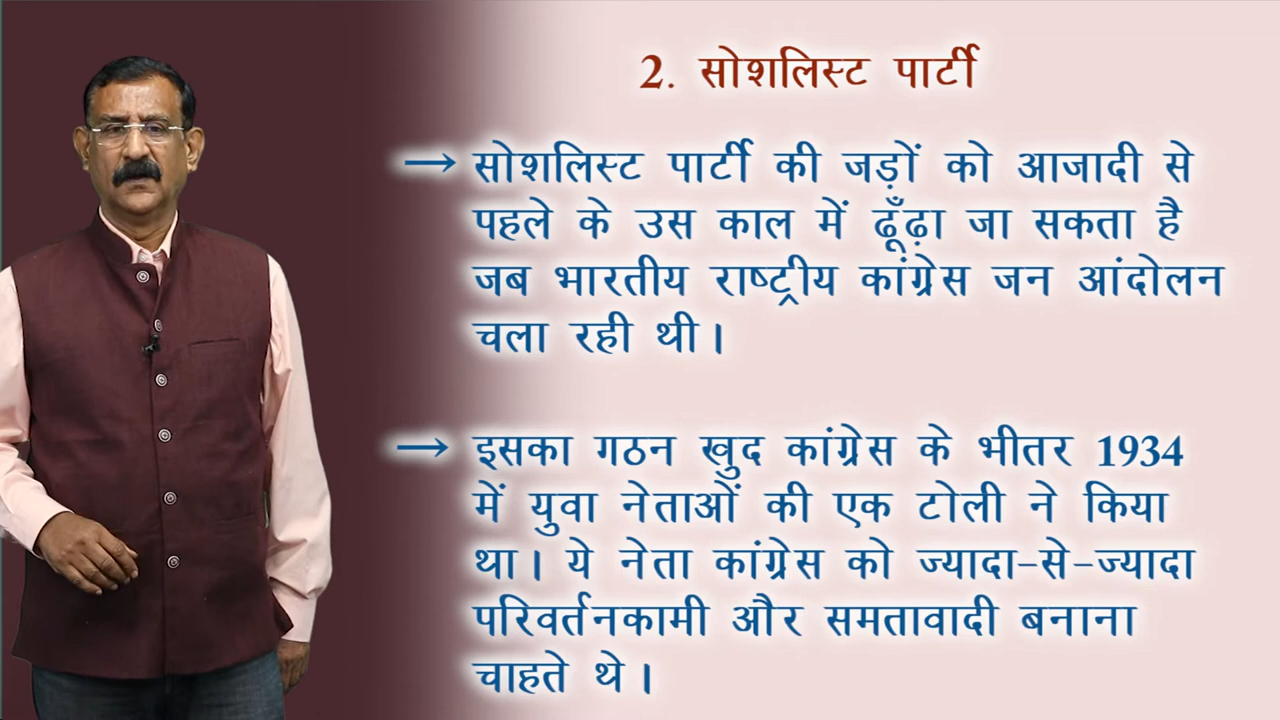 2. सोशलिस्ट पार्टी
→ सोशलिस्ट पार्टी की जड़ों को आजादी से
पहले के उस काल में ढूँढ़ा जा सकता है
जब भारतीय राष्ट्रीय कांग्रेस जन आंदोलन
चला रही थी।
→ इसका गठन खुद कांग्रेस के भीतर 1934
में युवा नेताओं की एक टोली ने किया
था। ये नेता कांग्रेस को ज्यादा-से-ज्यादा
परिवर्तनकामी और समतावादी बनाना
चाहते थे।